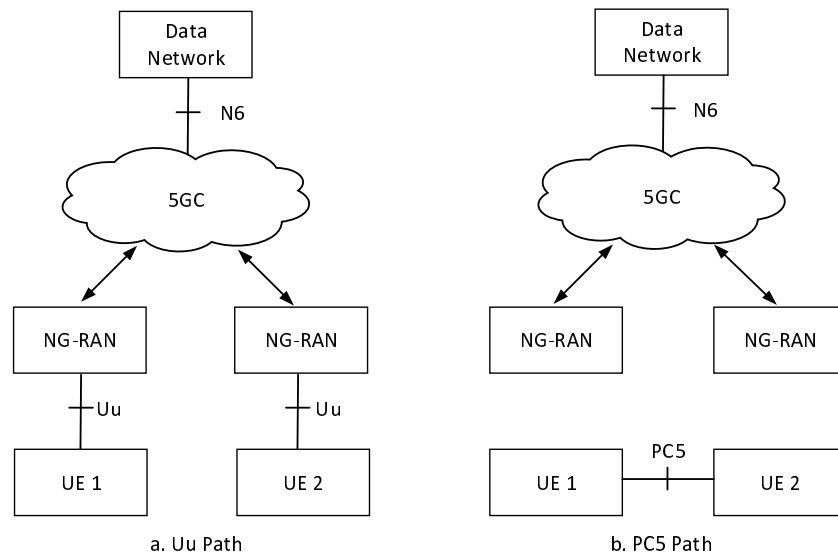 Data
Network
N6
5GC
NG-RAN
NG-RAN
Uu
Uu
UE 1
UE 2
a. Uu Path
Data
Network
N6
5GC
NG-RAN
NG-RAN
PC5
UE 1
UE 2
b. PC5 Path